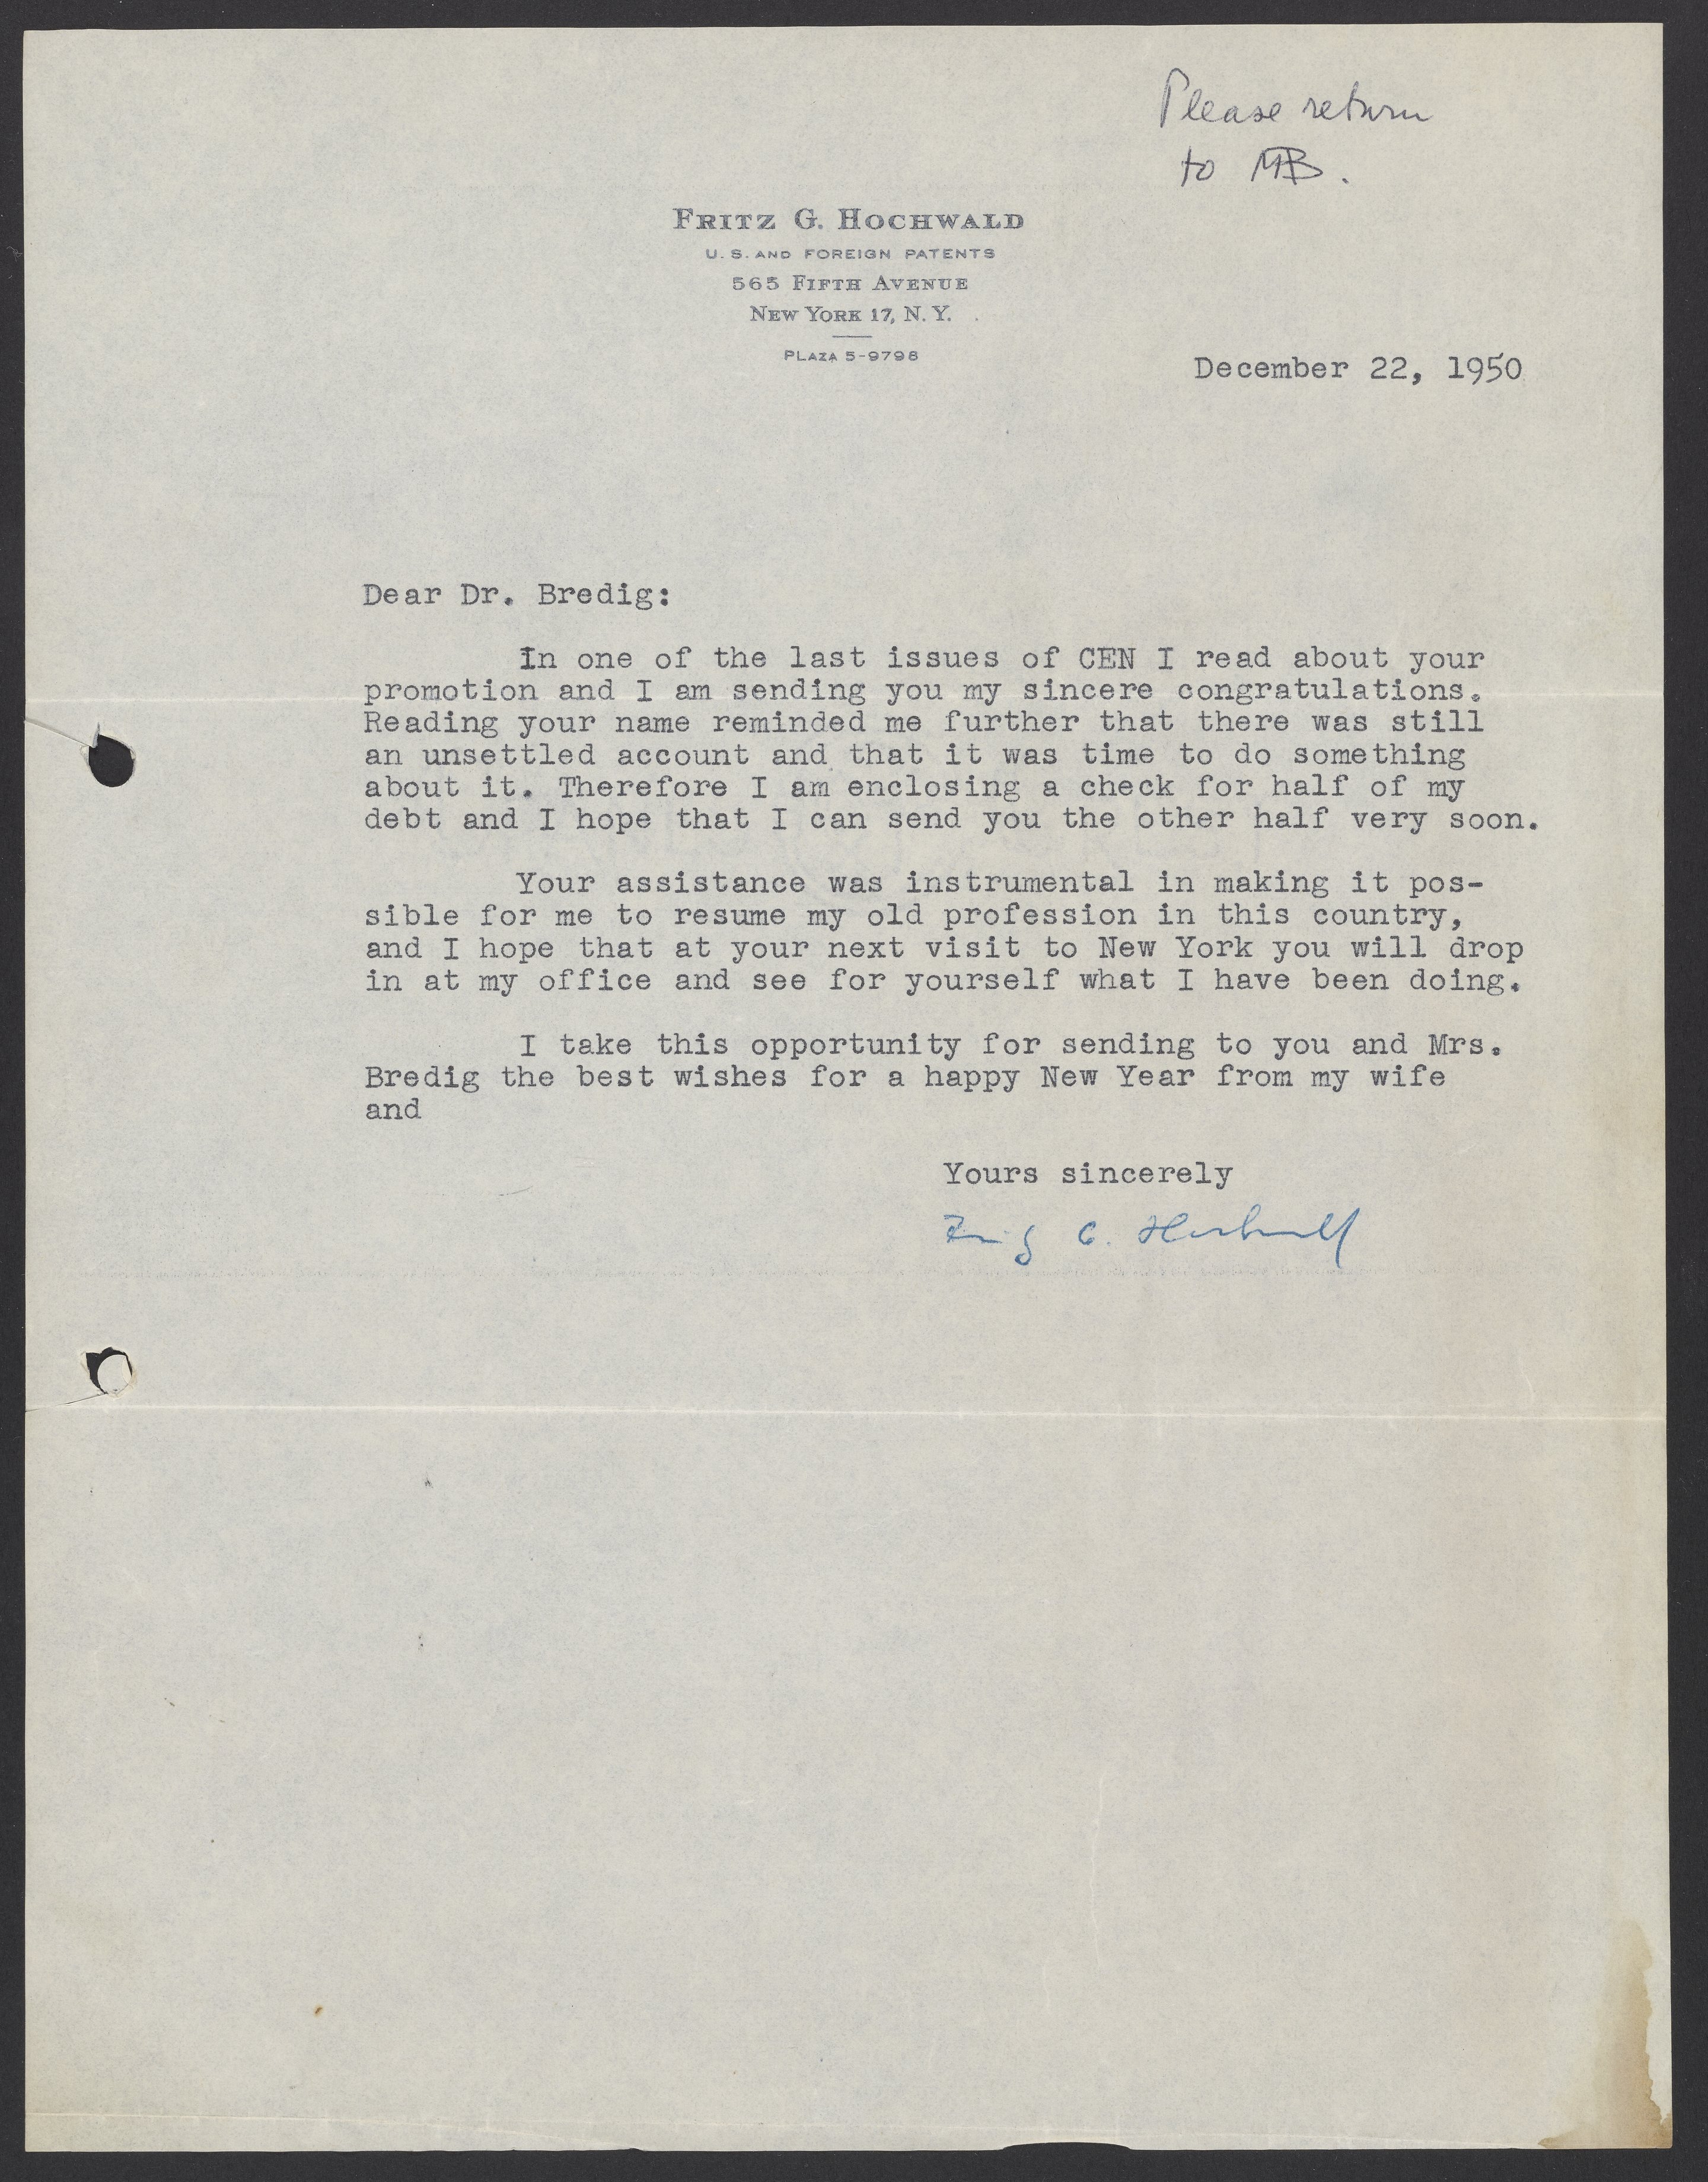 Please return
to MB.
FRITZ G. HOCHWALD
U. S. AND FOREIGN PATENTS
565 FIFTH AVENUE
NEW YORK 17, N. Y.
PLAZA 5-9798
December 22, 1950
Dear Dr. Bredig:
In one of the last issues of CEN I read about your
promotion and I am sending you my sincere congratulations.
Reading your name reminded me further that there was still
an unsettled account and that it was time to do something
about it. Therefore I am enclosing a check for half of my
debt and I hope that I can send you the other half very soon.
Your assistance was instrumental in making it pos-
sible for me to resume my old profession in this country,
and I hope that at your next visit to New York you will drop
in at my office and see for yourself what I have been doing.
I take this opportunity for sending to you and Mrs.
Bredig the best wishes for a happy New Year from my wife
and
Yours sincerely
Fritz G. Hochwald